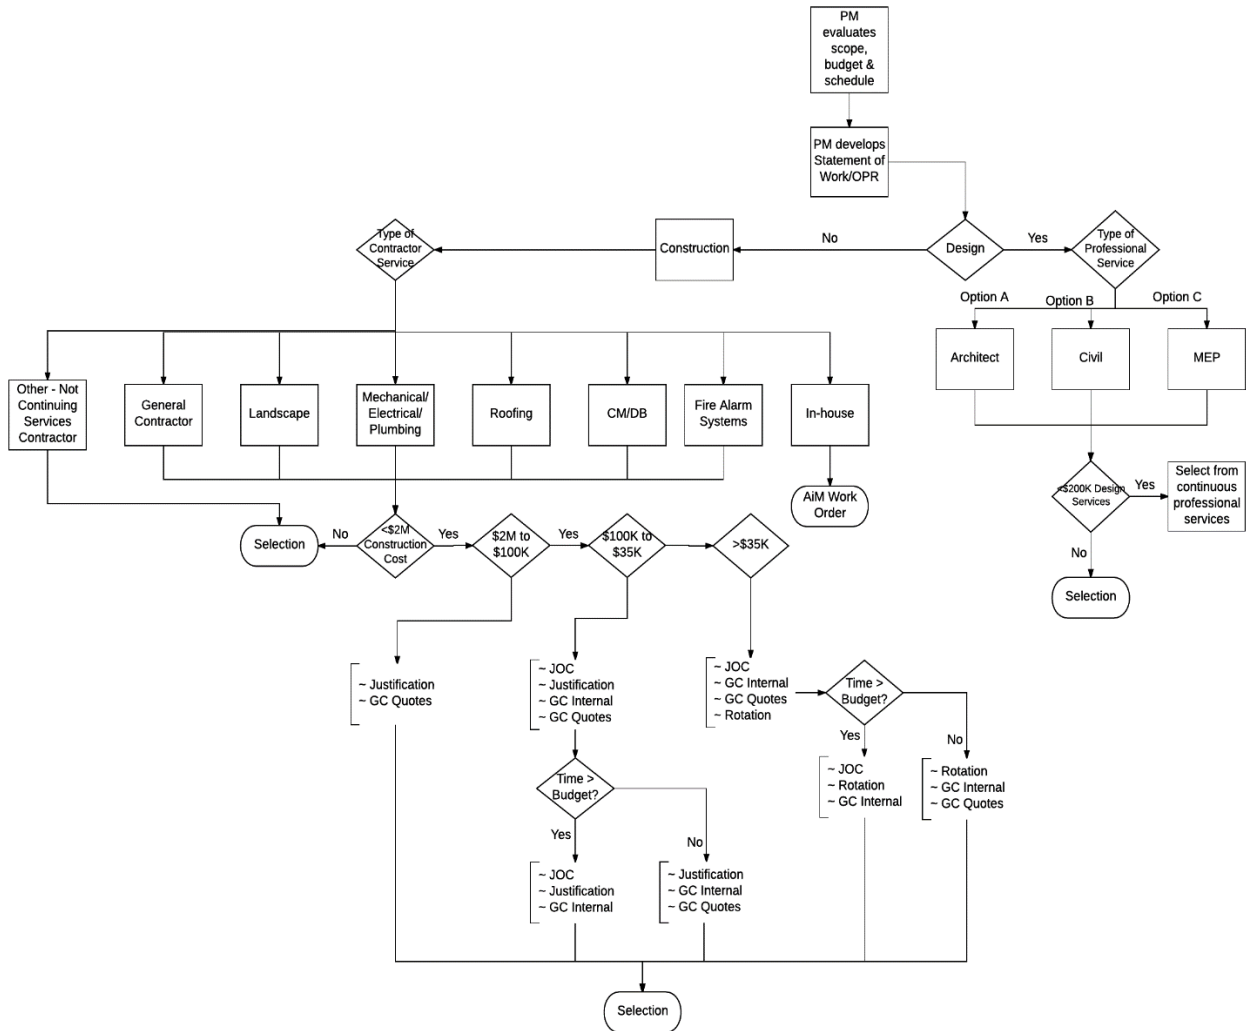 PM
evaluates
scope,
budget &
schedule
PM develops
Statement of
Work/OPR
Type of
Contractor
Service
Construction
No
Design
Yes
Type of
Professional
Service
Option A
Option B
Option C
Architect
Civil
MEP
Other - Not
Continuing
Services
Contractor
General
Contractor
Landscape
Mechanical/
Electrical/
Plumbing
Roofing
CM/DB
Fire Alarm
Systems
In-house
AiM Work
Order
<$200K Design
Services
Yes
Select from
continuous
professional
services
No
Selection
Selection
No
<$2M
Construction
Cost
Yes
$2M to
$100K
Yes
$100K to
$35K
>$35K
~ Justification
~ GC Quotes
~ JOC
~ Justification
~ GC Internal
~ GC Quotes
~ JOC
~ GC Internal
~ GC Quotes
~ Rotation
Time >
Budget?
Yes
No
~ JOC
~ Rotation
~ GC Internal
~ Rotation
~ GC Internal
~ GC Quotes
Time >
Budget?
Yes
No
~ JOC
~ Justification
~ GC Internal
~ Justification
~ GC Internal
~ GC Quotes
Selection